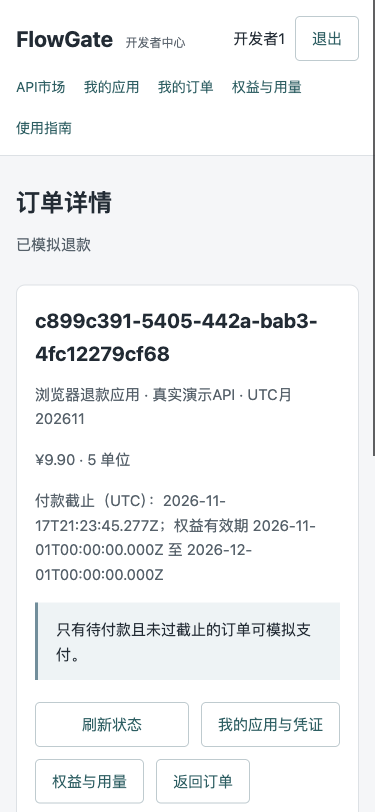 FlowGate 开发者中心 开发者1 退出
API市场 我的应用 我的订单 权益与用量
使用指南
订单详情
已模拟退款
c899c391-5405-442a-bab3-
4fc12279cf68
浏览器退款应用 · 真实演示API · UTC月
202611
¥9.90 · 5 单位
付款截止（UTC）：2026-11-
17T21:23:45.277Z；权益有效期 2026-11-
01T00:00:00.000Z 至 2026-12-
01T00:00:00.000Z
只有待付款且未过截止的订单可模拟支
付。
刷新状态 我的应用与凭证
权益与用量 返回订单